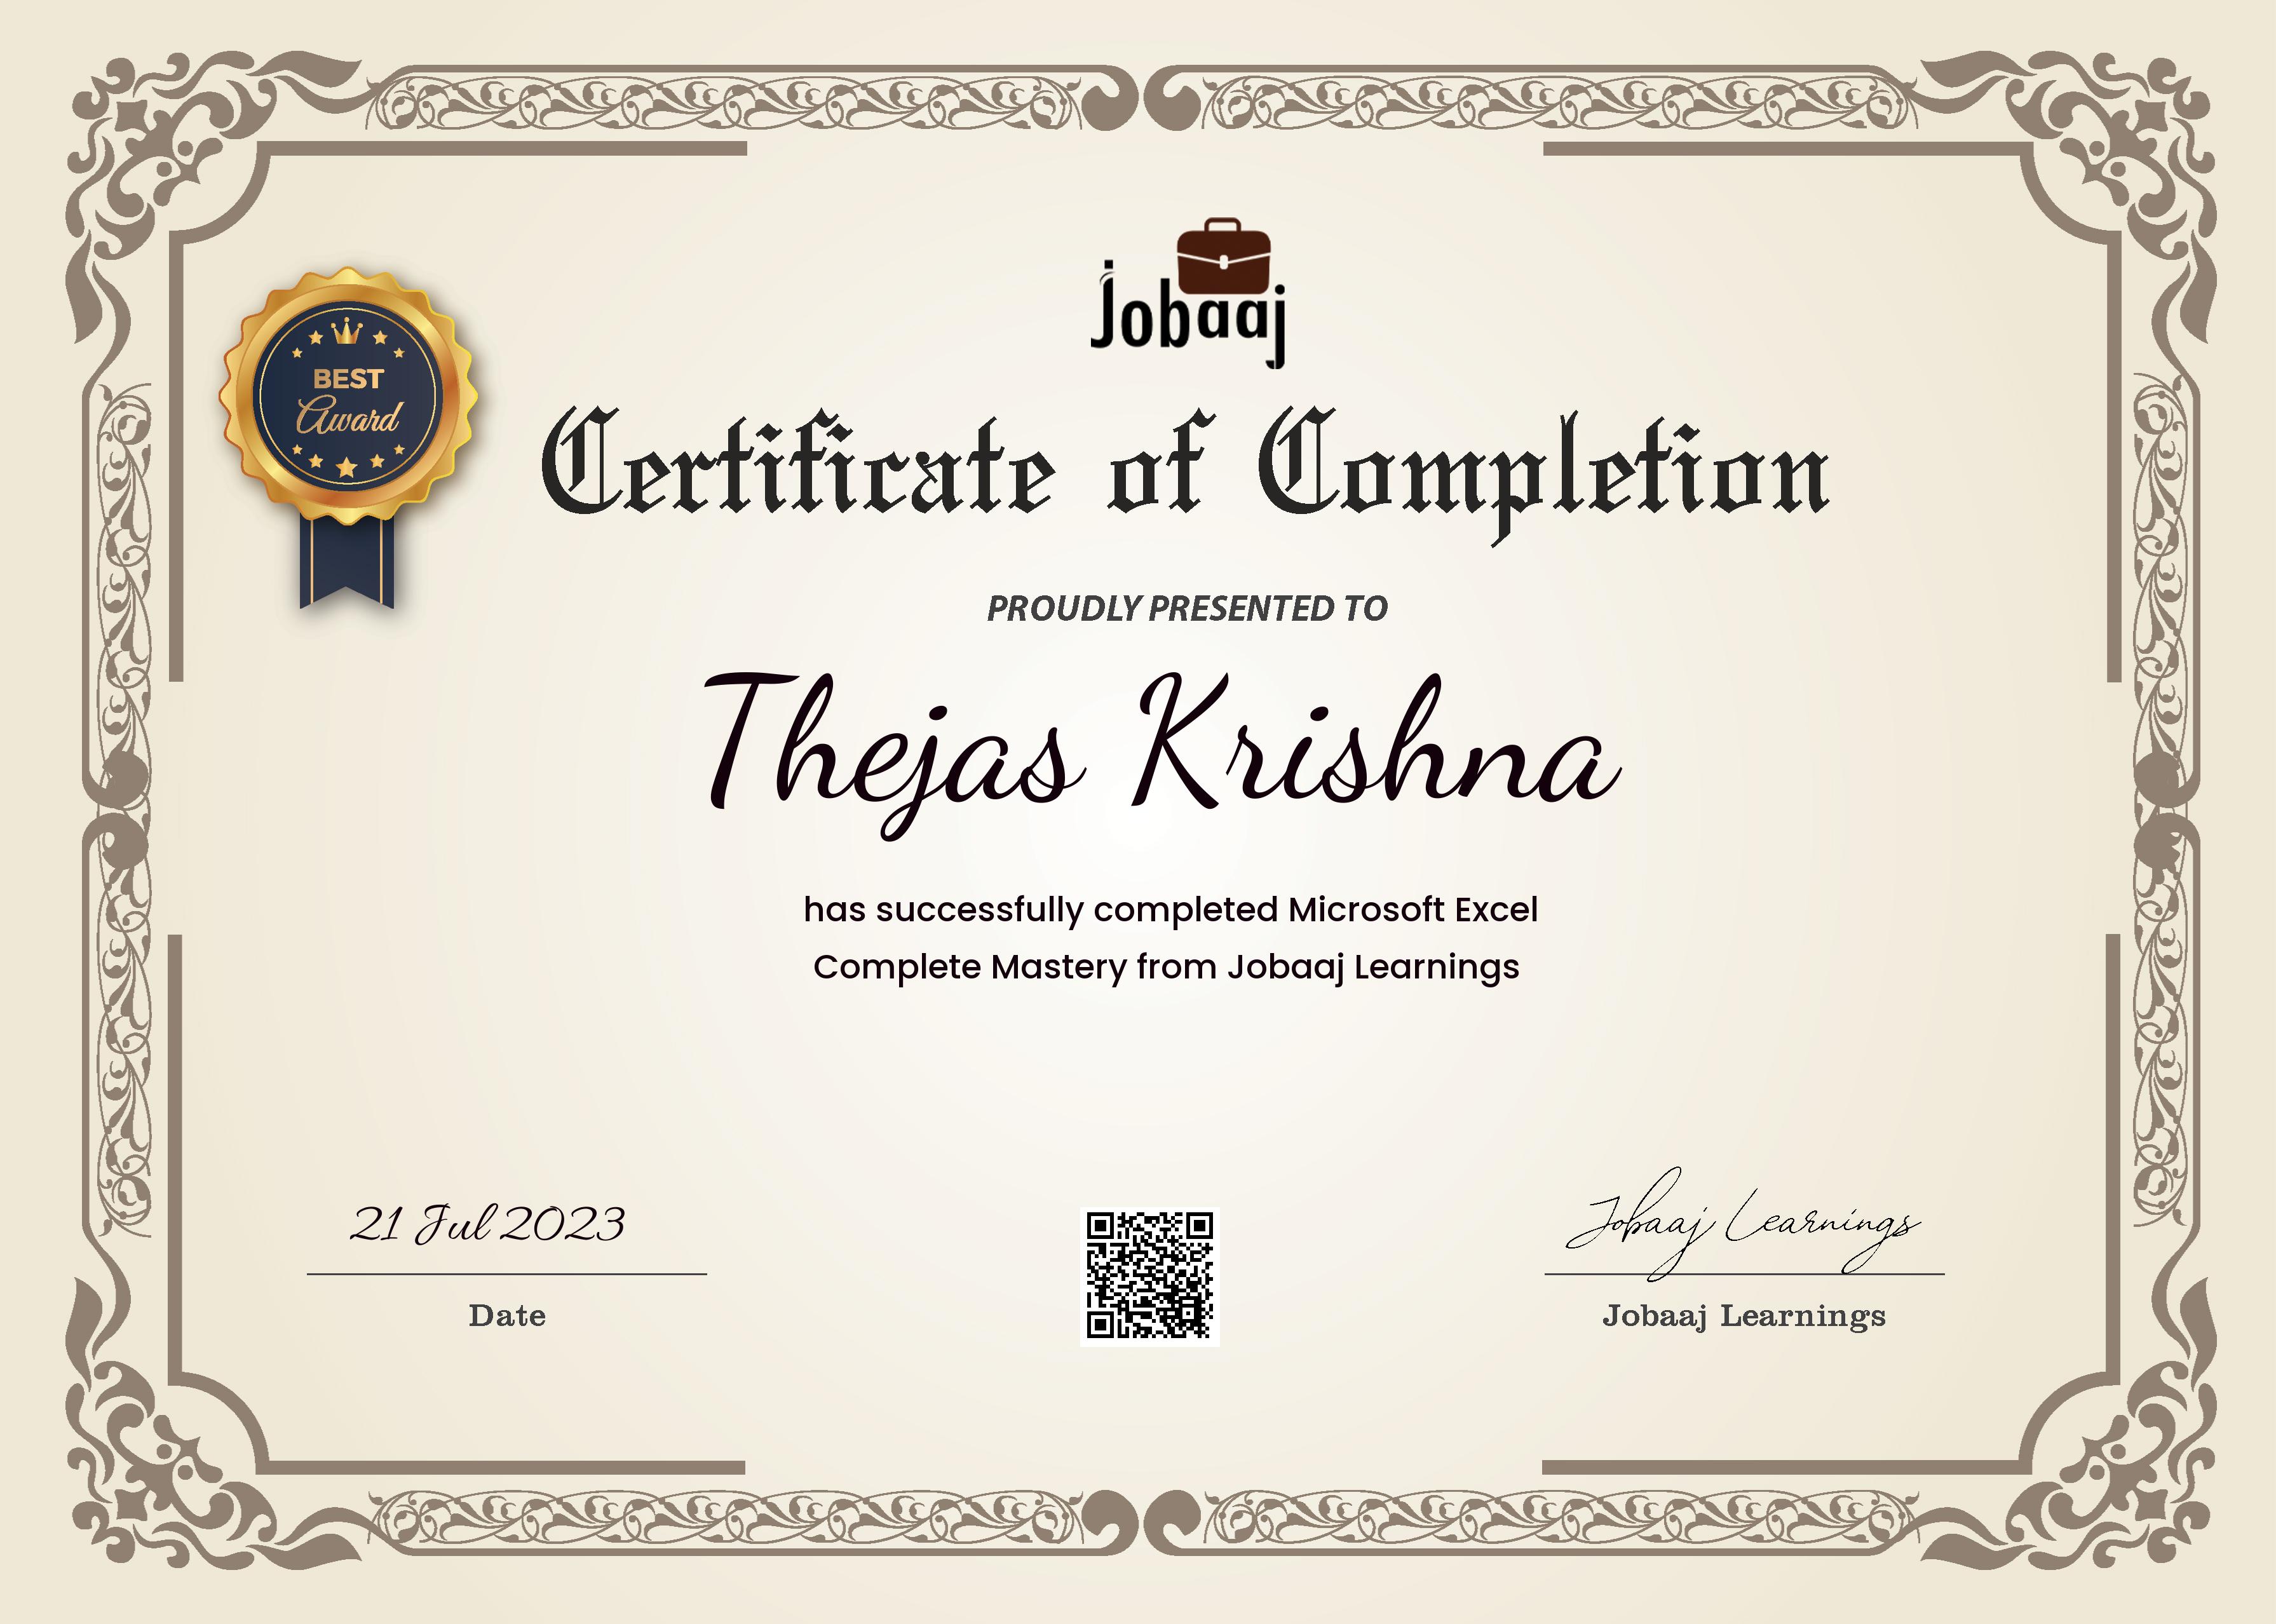 jobaaj
BEST
Award
Certificate of Completion
PROUDLY PRESENTED TO
Thejas Krishna
has successfully completed Microsoft Excel
Complete Mastery from Jobaaj Learnings
21 Jul 2023
Date
Jobaaj Learnings
Jobaaj Learnings